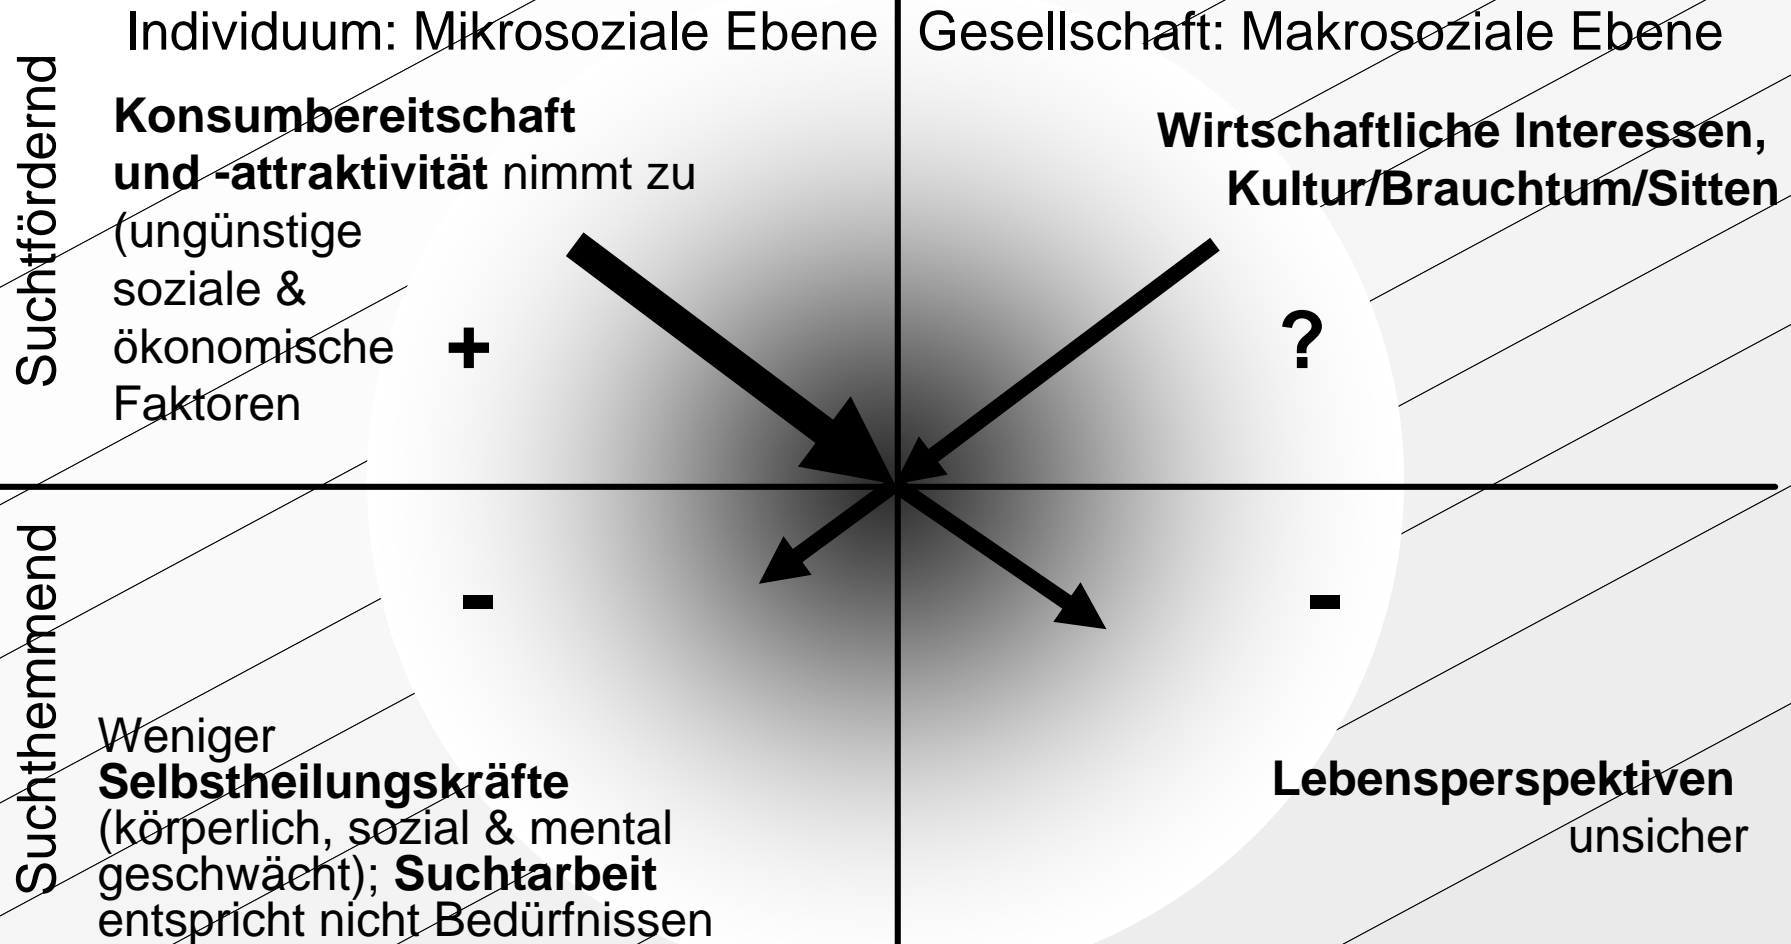 Individuum: Mikrosoziale Ebene
Gesellschaft: Makrosoziale Ebene
Suchtfördernd
Konsumbereitschaft
und -attraktivität nimmt zu
(ungünstige
soziale &
ökonomische
Faktoren
+
Wirtschaftliche Interessen,
Kultur/Brauchtum/Sitten
?
Suchthemmend
-
Weniger
Selbstheilungskräfte
(körperlich, sozial & mental
geschwächt); Suchtarbeit
entspricht nicht Bedürfnissen
-
Lebensperspektiven
unsicher